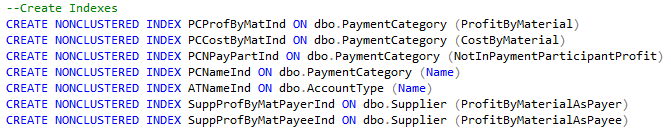 --Create Indexes
CREATE NONCLUSTERED INDEX PCProfByMatInd ON dbo.PaymentCategory (ProfitByMaterial)
CREATE NONCLUSTERED INDEX PCCostByMatInd ON dbo.PaymentCategory (CostByMaterial)
CREATE NONCLUSTERED INDEX PCNPayPartInd ON dbo.PaymentCategory (NotInPaymentParticipantProfit)
CREATE NONCLUSTERED INDEX PCNameInd ON dbo.PaymentCategory (Name)
CREATE NONCLUSTERED INDEX ATNameInd ON dbo.AccountType (Name)
CREATE NONCLUSTERED INDEX SuppProfByMatPayerInd ON dbo.Supplier (ProfitByMaterialAsPayer)
CREATE NONCLUSTERED INDEX SuppProfByMatPayeeInd ON dbo.Supplier (ProfitByMaterialAsPayee)